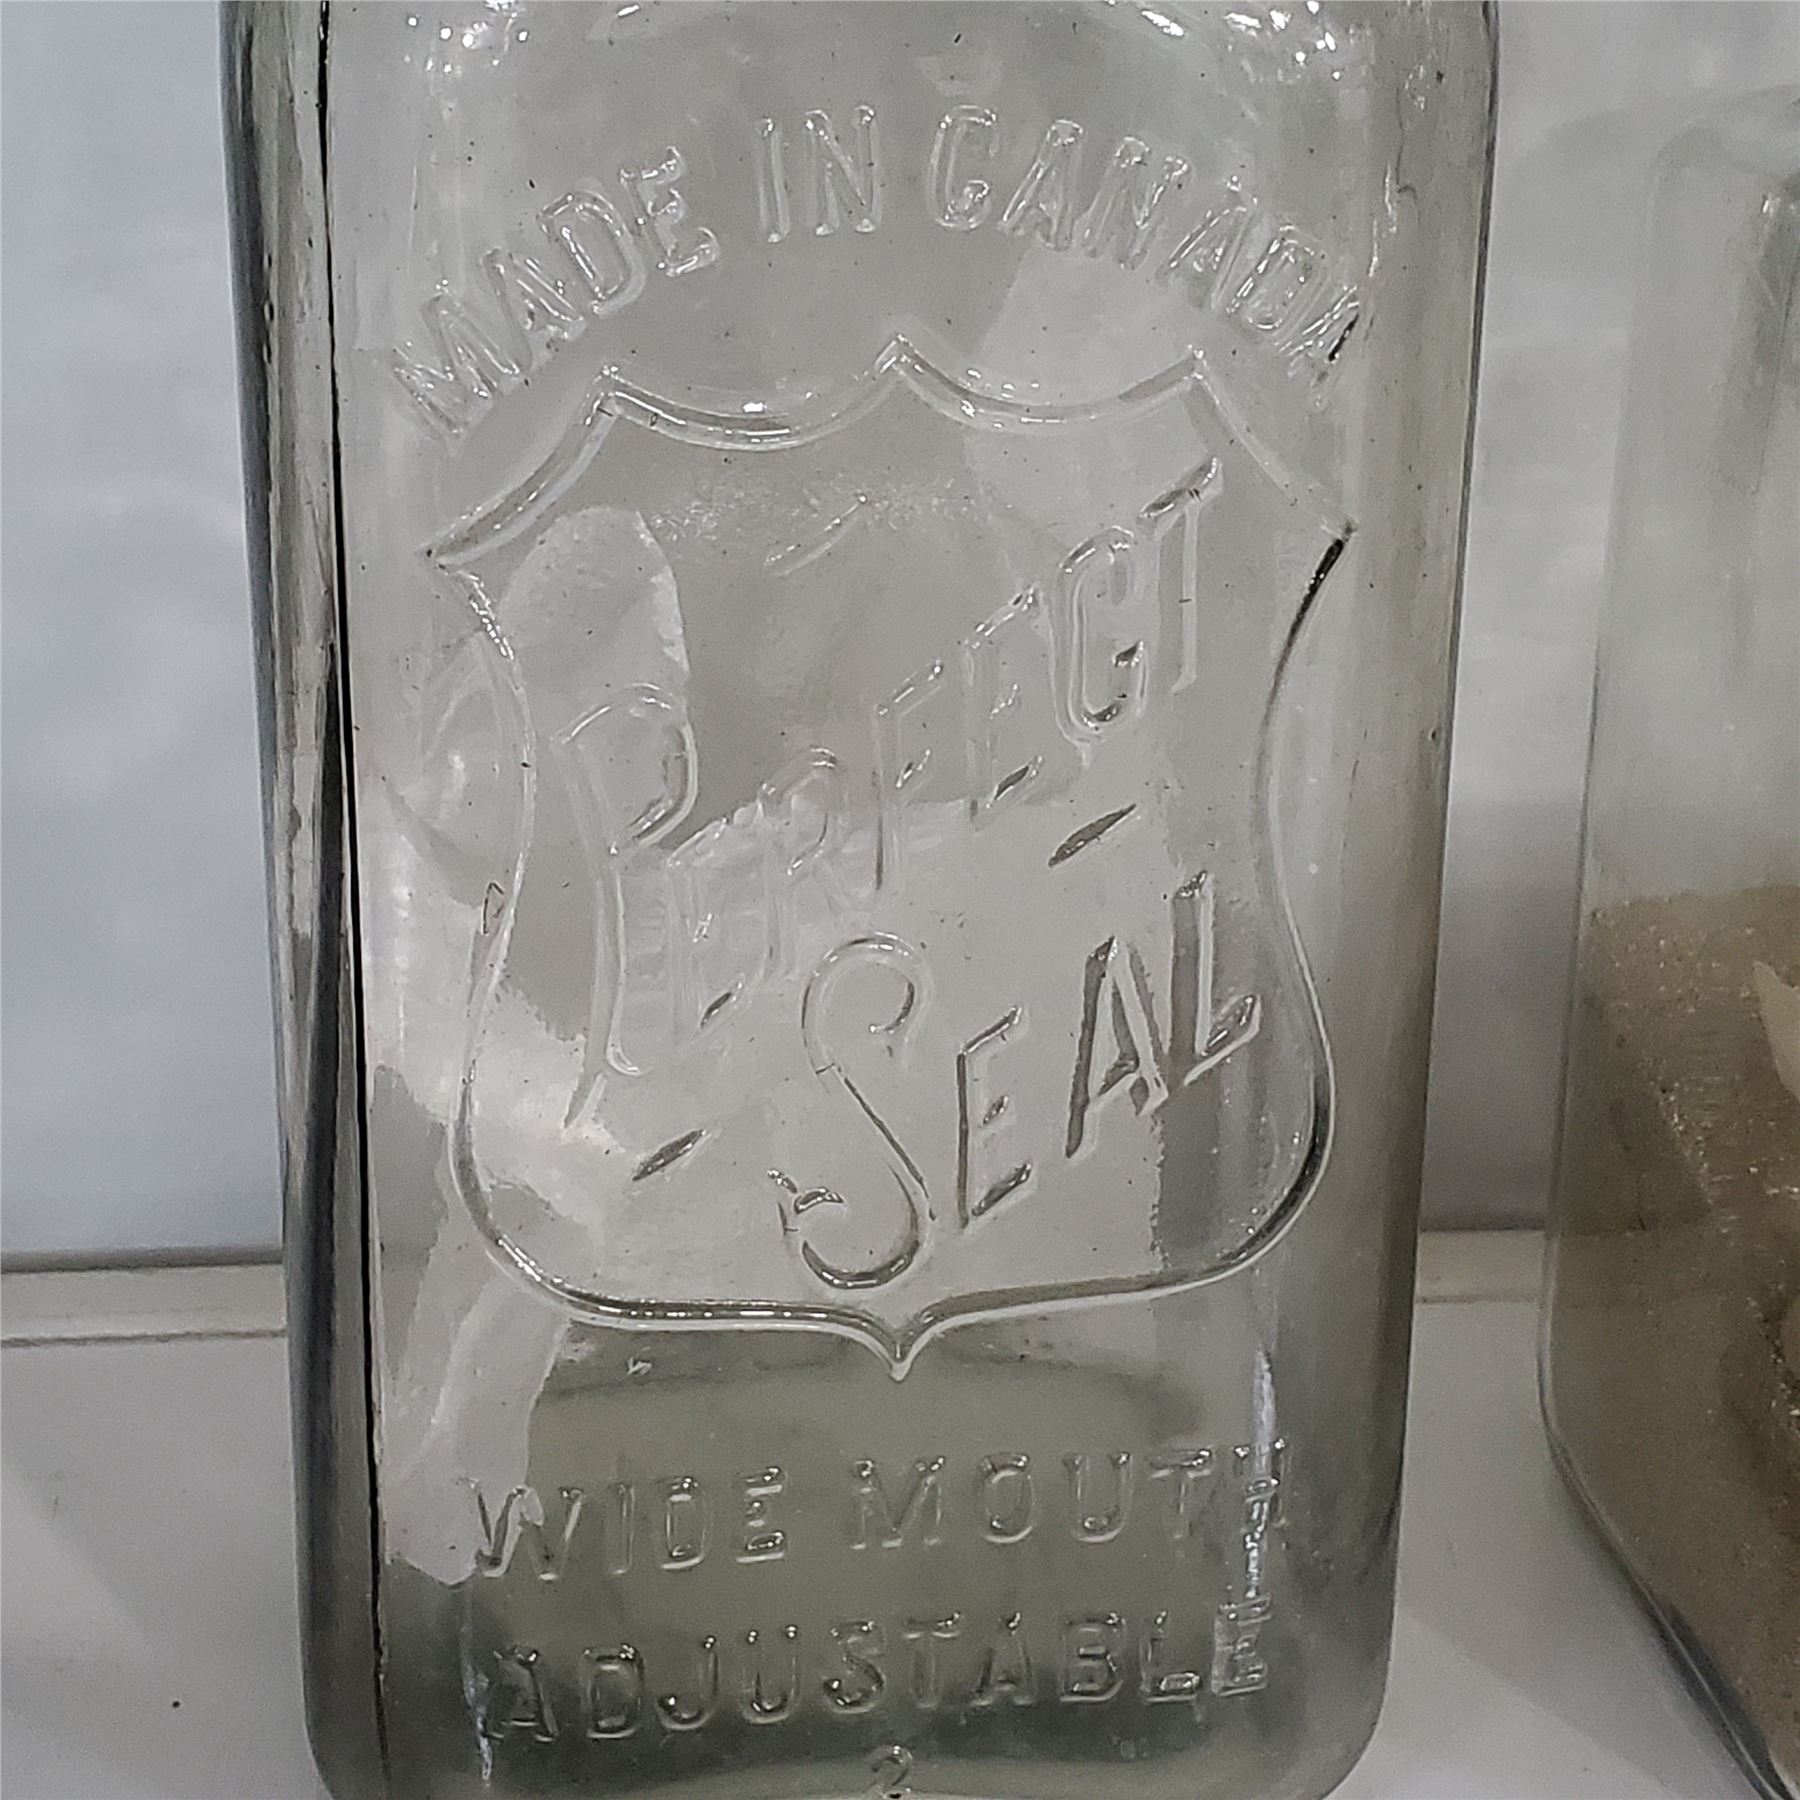 MADE IN CANADA
PERFECT
SEAL
WIDE MOUTH
ADJUSTABLE
2